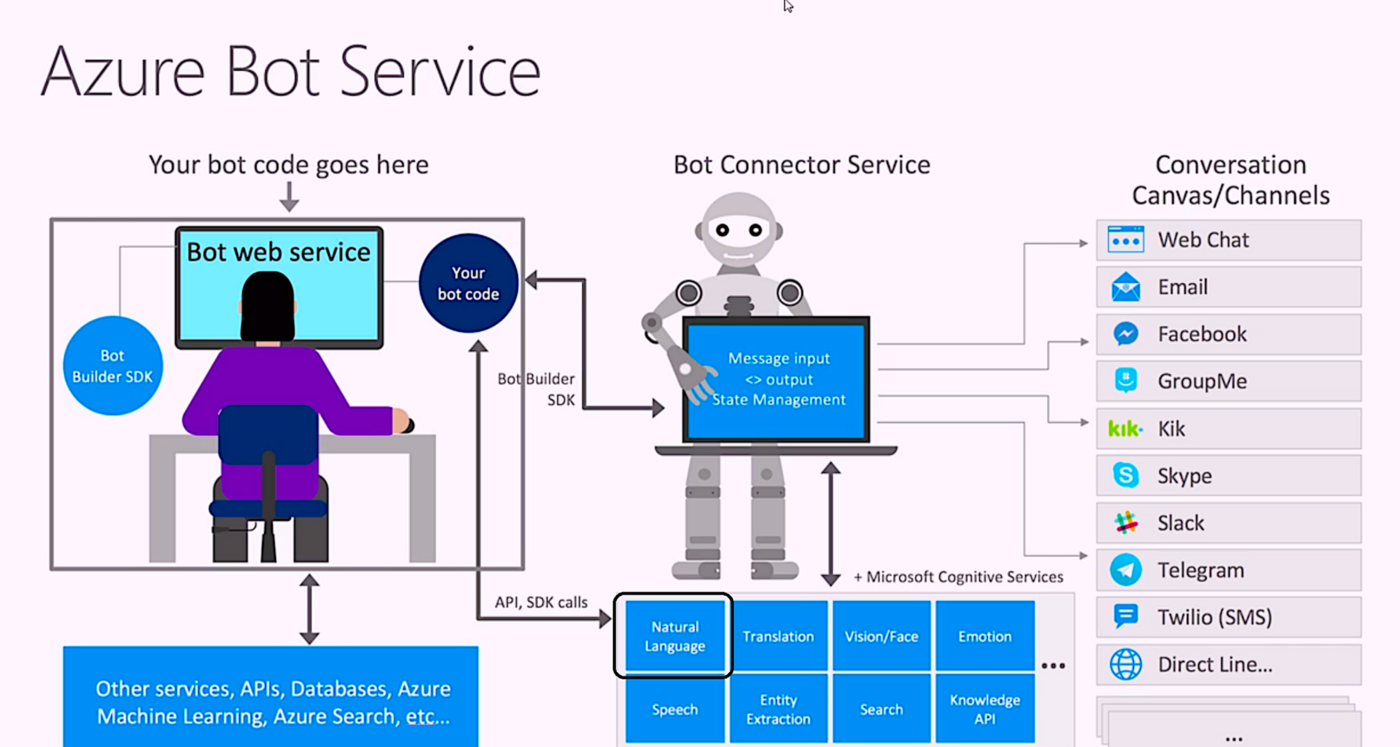 Azure Bot Service
Your bot code goes here
Bot web service
Your
bot code
Bot
Builder SDK
Bot Builder
SDK
API, SDK calls
Other services, APIs, Databases, Azure
Machine Learning, Azure Search, etc...
Bot Connector Service
Message input
<> output
State Management
+ Microsoft Cognitive Services
Natural
Language
Translation
Vision/Face
Emotion
...
Speech
Entity
Extraction
Search
Knowledge
API
Conversation
Canvas/Channels
Web Chat
Email
Facebook
GroupMe
kik.
Kik
Skype
Slack
Telegram
Twilio (SMS)
Direct Line...
...